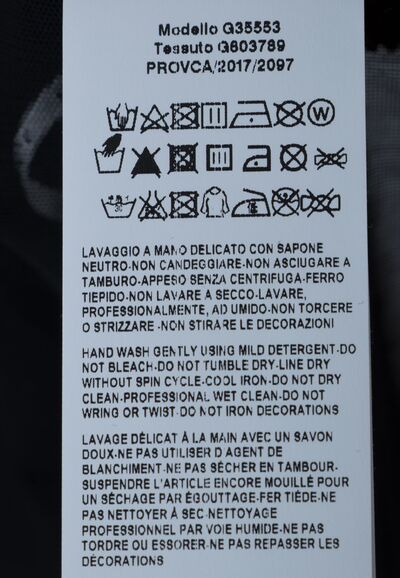 Modello G35553
Tessuto G603789
PROVCA/2017/2097
W
LAVAGGIO A MANO DELICATO CON SAPONE
NEUTRO-NON CANDEGGIARE-NON ASCIUGARE A
TAMBURO-APPESO SENZA CENTRIFUGA-FERRO
TIEPIDO-NON LAVARE A SECCO-LAVARE,
PROFESSIONALMENTE, AD UMIDO-NON TORCERE
O STRIZZARE -NON STIRARE LE DECORAZIONI
HAND WASH GENTLY USING MILD DETERGENT-DO
NOT BLEACH-DO NOT TUMBLE DRY-LINE DRY
WITHOUT SPIN CYCLE-COOL IRON-DO NOT DRY
CLEAN-PROFESSIONAL WET CLEAN-DO NOT
WRING OR TWIST-DO NOT IRON DECORATIONS
LAVAGE DÉLICAT À LA MAIN AVEC UN SAVON
DOUX-NE PAS UTILISER D AGENT DE
BLANCHIMENT-NE PAS SÉCHER EN TAMBOUR-
SUSPENDRE L'ARTICLE ENCORE MOUILLÉ POUR
UN SÉCHAGE PAR ÉGOUTTAGE-FER TIÈDE-NE
PAS NETTOYER À SEC-NETTOYAGE
PROFESSIONNEL PAR VOIE HUMIDE-NE PAS
TORDRE OU ESSORER-NE PAS REPASSER LES
DÉCORATIONS